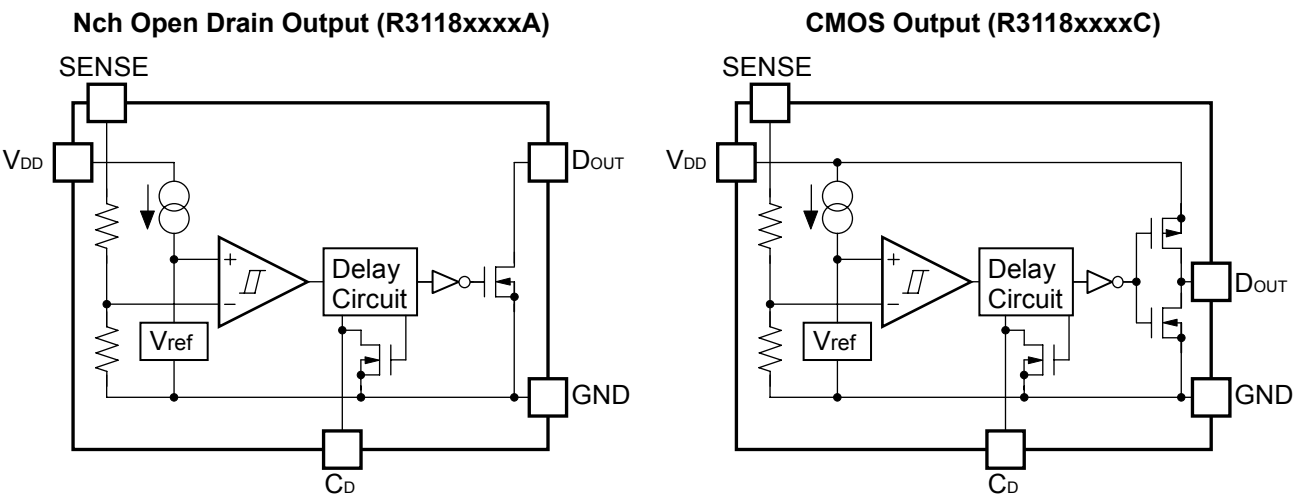 Nch Open Drain Output (R3118xxxxA)
SENSE
VDD
DOUT
+
−
Delay
Circuit
Vref
GND
CD
CMOS Output (R3118xxxxC)
SENSE
VDD
+
−
Delay
Circuit
DOUT
Vref
GND
CD